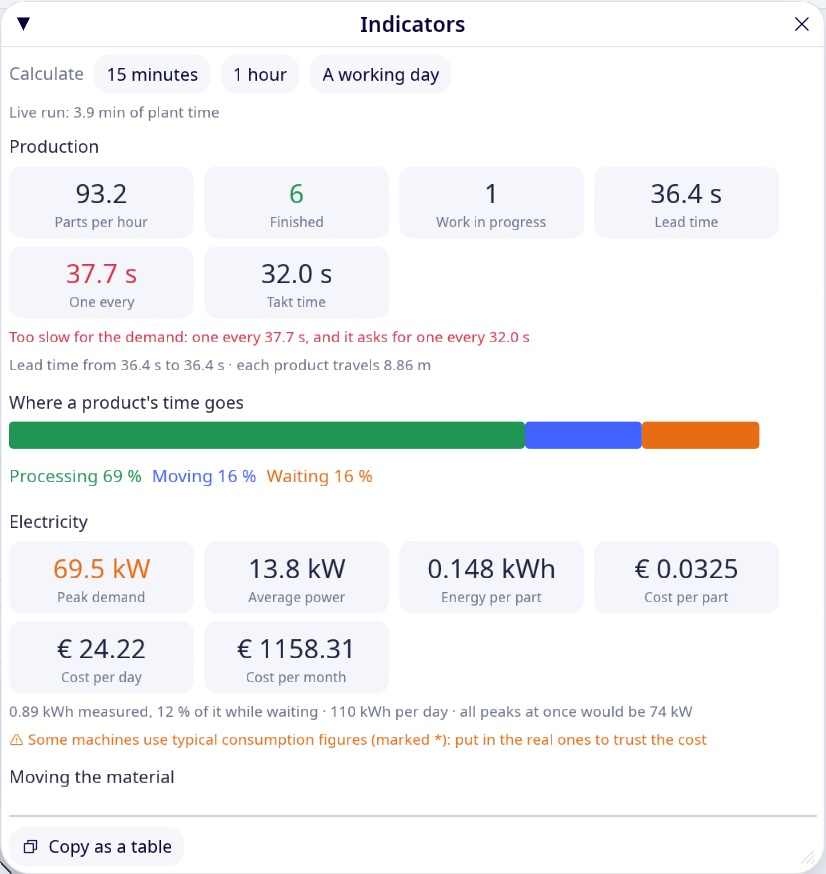 Indicators
Calculate 15 minutes 1 hour A working day
Live run: 3.9 min of plant time
Production
93.2 6 1 36.4 s
Parts per hour Finished Work in progress Lead time
37.7 s 32.0 s
One every Takt time
Too slow for the demand: one every 37.7 s, and it asks for one every 32.0 s
Lead time from 36.4 s to 36.4 s · each product travels 8.86 m
Where a product's time goes
Processing 69 % Moving 16 % Waiting 16 %
Electricity
69.5 kW 13.8 kW 0.148 kWh € 0.0325
Peak demand Average power Energy per part Cost per part
€ 24.22 € 1158.31
Cost per day Cost per month
0.89 kWh measured, 12 % of it while waiting · 110 kWh per day · all peaks at once would be 74 kW
⚠ Some machines use typical consumption figures (marked *): put in the real ones to trust the cost
Moving the material
Copy as a table